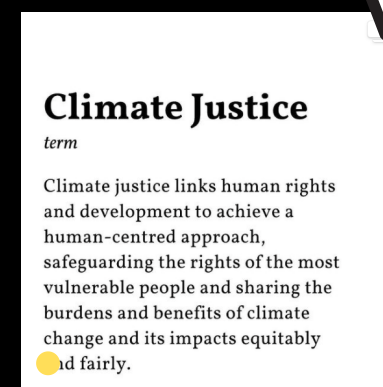 Climate Justice
term
Climate justice links human rights
and development to achieve a
human-centred approach,
safeguarding the rights of the most
vulnerable people and sharing the
burdens and benefits of climate
change and its impacts equitably
and fairly.